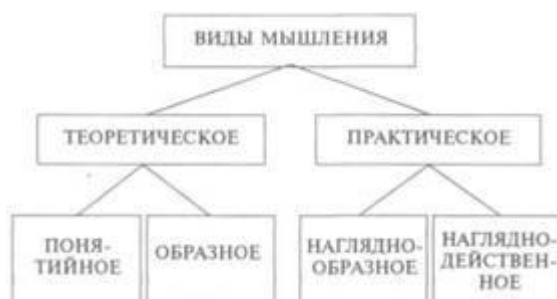 ВИДЫ МЫШЛЕНИЯ
ТЕОРЕТИЧЕСКОЕ
ПРАКТИЧЕСКОЕ
ПОНЯ-
ТИЙНОЕ
ОБРАЗНОЕ
НАГЛЯДНО-
ОБРАЗНОЕ
НАГЛЯДНО-
ДЕЙСТВЕН-
НОЕ